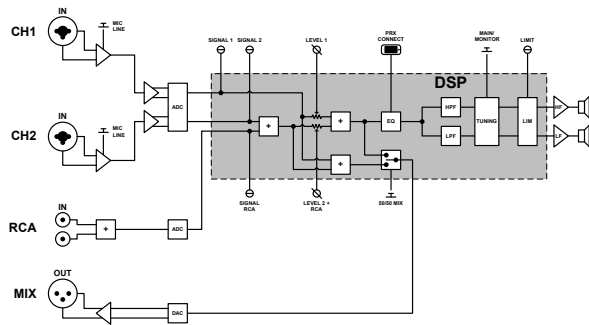 CH1
IN
MIC
LINE
SIGNAL 1
SIGNAL 2
LEVEL 1
PRX
CONNECT
MAIN/
MONITOR
LIMIT
DSP
ADC
+
+
EQ
HPF
LPF
TUNING
LIM
HF
LF
CH2
IN
MIC
LINE
+
SIGNAL
RCA
LEVEL 2 +
RCA
50/50 MIX
RCA
IN
+
ADC
MIX
OUT
DAC